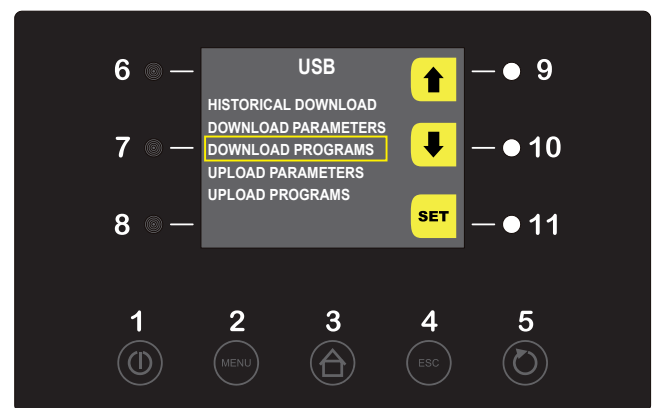 USB
6
9
HISTORICAL DOWNLOAD
DOWNLOAD PARAMETERS
7
DOWNLOAD PROGRAMS
10
UPLOAD PARAMETERS
UPLOAD PROGRAMS
8
SET
11
1 2 3 4 5
MENU ESC